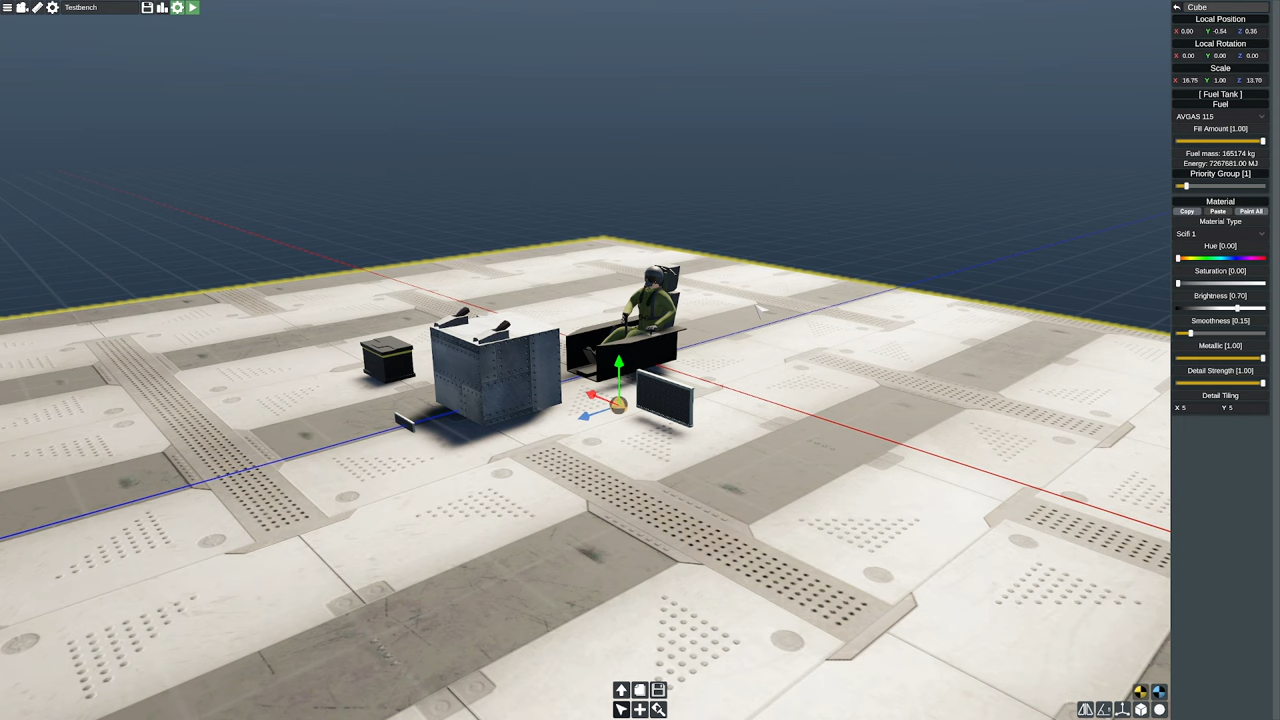 Testbench
Cube
Local Position
X 0.00 Y -0.54 Z 0.36
Local Rotation
X 0.00 Y 0.00 Z 0.00
Scale
X 16.75 Y 1.00 Z 13.70
[ Fuel Tank ]
Fuel
AVGAS 115
Fill Amount [1.00]
Fuel mass: 165174 kg
Energy: 7267681.00 MJ
Priority Group [1]
Material
Copy Paste Paint All
Material Type
Scifi 1
Hue [0.00]
Saturation [0.00]
Brightness [0.70]
Smoothness [0.15]
Metallic [1.00]
Detail Strength [1.00]
Detail Tiling
X 5 Y 5